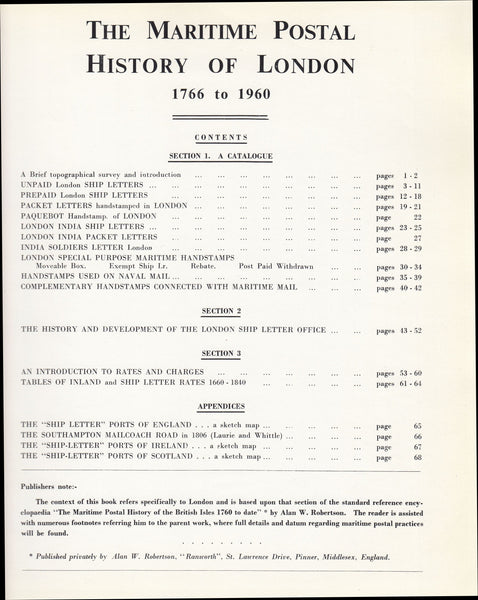 THE MARITIME POSTAL
HISTORY OF LONDON
1766 to 1960
CONTENTS
SECTION 1. A CATALOGUE
A Brief topographical survey and introduction ... ... ... ... ... ... ... pages 1 - 2
UNPAID London SHIP LETTERS ... ... ... ... ... ... ... ... ... pages 3 - 11
PREPAID London SHIP LETTERS ... ... ... ... ... ... ... ... pages 12 - 18
PACKET LETTERS handstamped in LONDON ... ... ... ... ... ... ... pages 19 - 21
PAQUEBOT Handstamp. of LONDON ... ... ... ... ... ... ... ... page 22
LONDON INDIA SHIP LETTERS ... ... ... ... ... ... ... ... ... pages 23 - 25
LONDON INDIA PACKET LETTERS ... ... ... ... ... ... ... ... page 27
INDIA SOLDIERS LETTER London ... ... ... ... ... ... ... ... pages 28 - 29
LONDON SPECIAL PURPOSE MARITIME HANDSTAMPS
Moveable Box. Exempt Ship Lr. Rebate. Post Paid Withdrawn ... ... pages 30 - 34
HANDSTAMPS USED ON NAVAL MAIL ... ... ... ... ... ... ... ... pages 35 - 39
COMPLEMENTARY HANDSTAMPS CONNECTED WITH MARITIME MAIL ... ... ... pages 40 - 42
SECTION 2
THE HISTORY AND DEVELOPMENT OF THE LONDON SHIP LETTER OFFICE ... ... pages 43 - 52
SECTION 3
AN INTRODUCTION TO RATES AND CHARGES ... ... ... ... ... ... pages 53 - 60
TABLES OF INLAND and SHIP LETTER RATES 1660 - 1840 ... ... ... ... pages 61 - 64
APPENDICES
THE "SHIP LETTER" PORTS OF ENGLAND . . . a sketch map ... ... ... ... page 65
THE SOUTHAMPTON MAILCOACH ROAD in 1806 (Laurie and Whittle) ... ... ... ... page 66
THE "SHIP-LETTER" PORTS OF IRELAND . . . a sketch map ... ... ... ... page 67
THE "SHIP-LETTER" PORTS OF SCOTLAND . . . a sketch map ... ... ... ... page 68
Publishers note:-
The context of this book refers specifically to London and is based upon that section of the standard reference ency-
clopaedia "The Maritime Postal History of the British Isles 1760 to date" * by Alan W. Robertson. The reader is assisted
with numerous footnotes referring him to the parent work, where full details and datum regarding maritime postal practices
will be found.
. . . . . . . . .
* Published privately by Alan W. Robertson, "Ransworth", St. Lawrence Drive, Pinner, Middlesex, England.